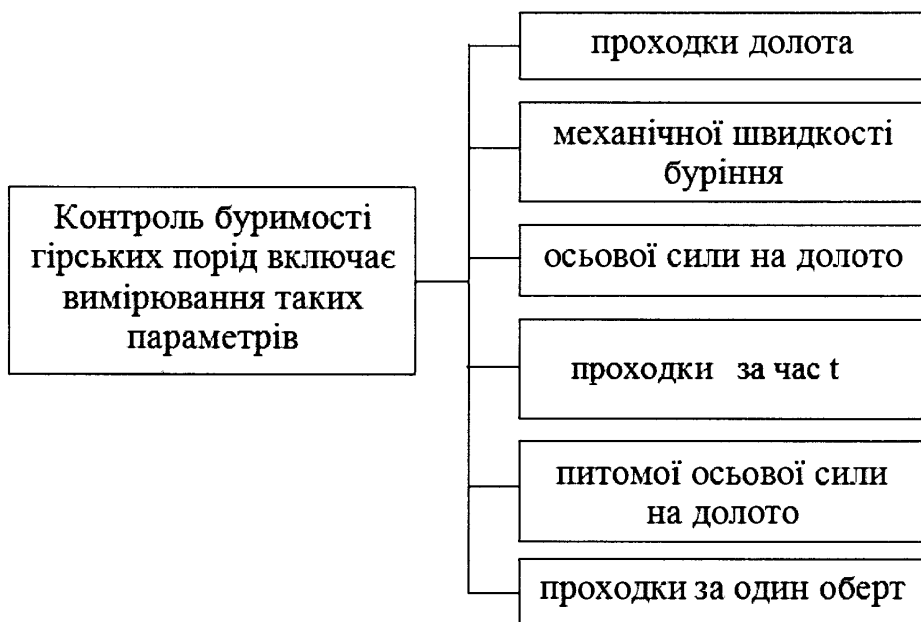 Контроль буримості
гірських порід включає
вимірювання таких
параметрів
проходки долота
механічної швидкості
буріння
осьової сили на долото
проходки за час t
питомої осьової сили
на долото
проходки за один оберт